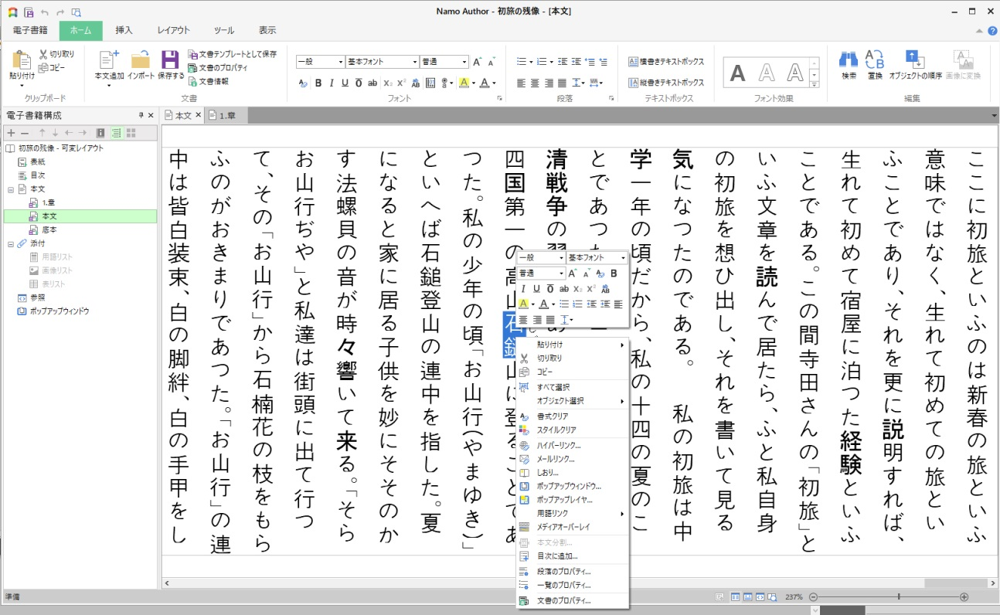 Namo Author - 初旅の残像 - [本文]
電子書籍 ホーム 挿入 レイアウト ツール 表示
貼り付け 切り取り コピー
クリップボード
本文追加 インポート 保存する 文書テンプレートとして保存 文書のプロパティ 文書情報
文書
一般 基本フォント 普通
フォント
段落
横書きテキストボックス
縦書きテキストボックス
テキストボックス
A A A
フォント効果
検索 置換 オブジェクトの順序 画像に変換
編集
電子書籍構成
初旅の残像 - 可変レイアウト
表紙
目次
本文
1.章
本文
底本
添付
用語リスト
画像リスト
表リスト
参照
ポップアップウィンドウ
本文 1.章
ここに初旅といふのは新春の旅といふ
意味ではなく、生れて初めての旅とい
ふことであり、それを更に説明すれば、
生れて初めて宿屋に泊つた経験といふ
ことである。この間寺田さんの「初旅」と
いふ文章を読んで居たら、ふと私自身
の初旅を想ひ出し、それを書いて見る
気になつたのである。 私の初旅は中
学一年の頃だから、私の十四の夏のこ
とであつ
清戦争の
四国第一の高山石鎚山に登ることであ
つた。私の少年の頃「お山行(やまゆき)」
といへば石鎚登山の連中を指した。夏
になると家に居る子供を妙にそそのか
す法螺貝の音が時々響いて来る。「そら
お山行ぢや」と私達は街頭に出て行つ
て、その「お山行」から石楠花の枝をもら
ふのがおきまりであつた。「お山行」の連
中は皆白装束、白の脚絆、白の手甲をし
一般 基本フォント
普通
貼り付け
切り取り
コピー
すべて選択
オブジェクト選択
書式クリア
スタイルクリア
ハイパーリンク...
メールリンク...
しおり...
ポップアップウィンドウ...
ポップアップレイヤ...
用語リンク
メディアオーバーレイ
本文分割...
目次に追加...
段落のプロパティ...
一覧のプロパティ...
文書のプロパティ...
準備
237%